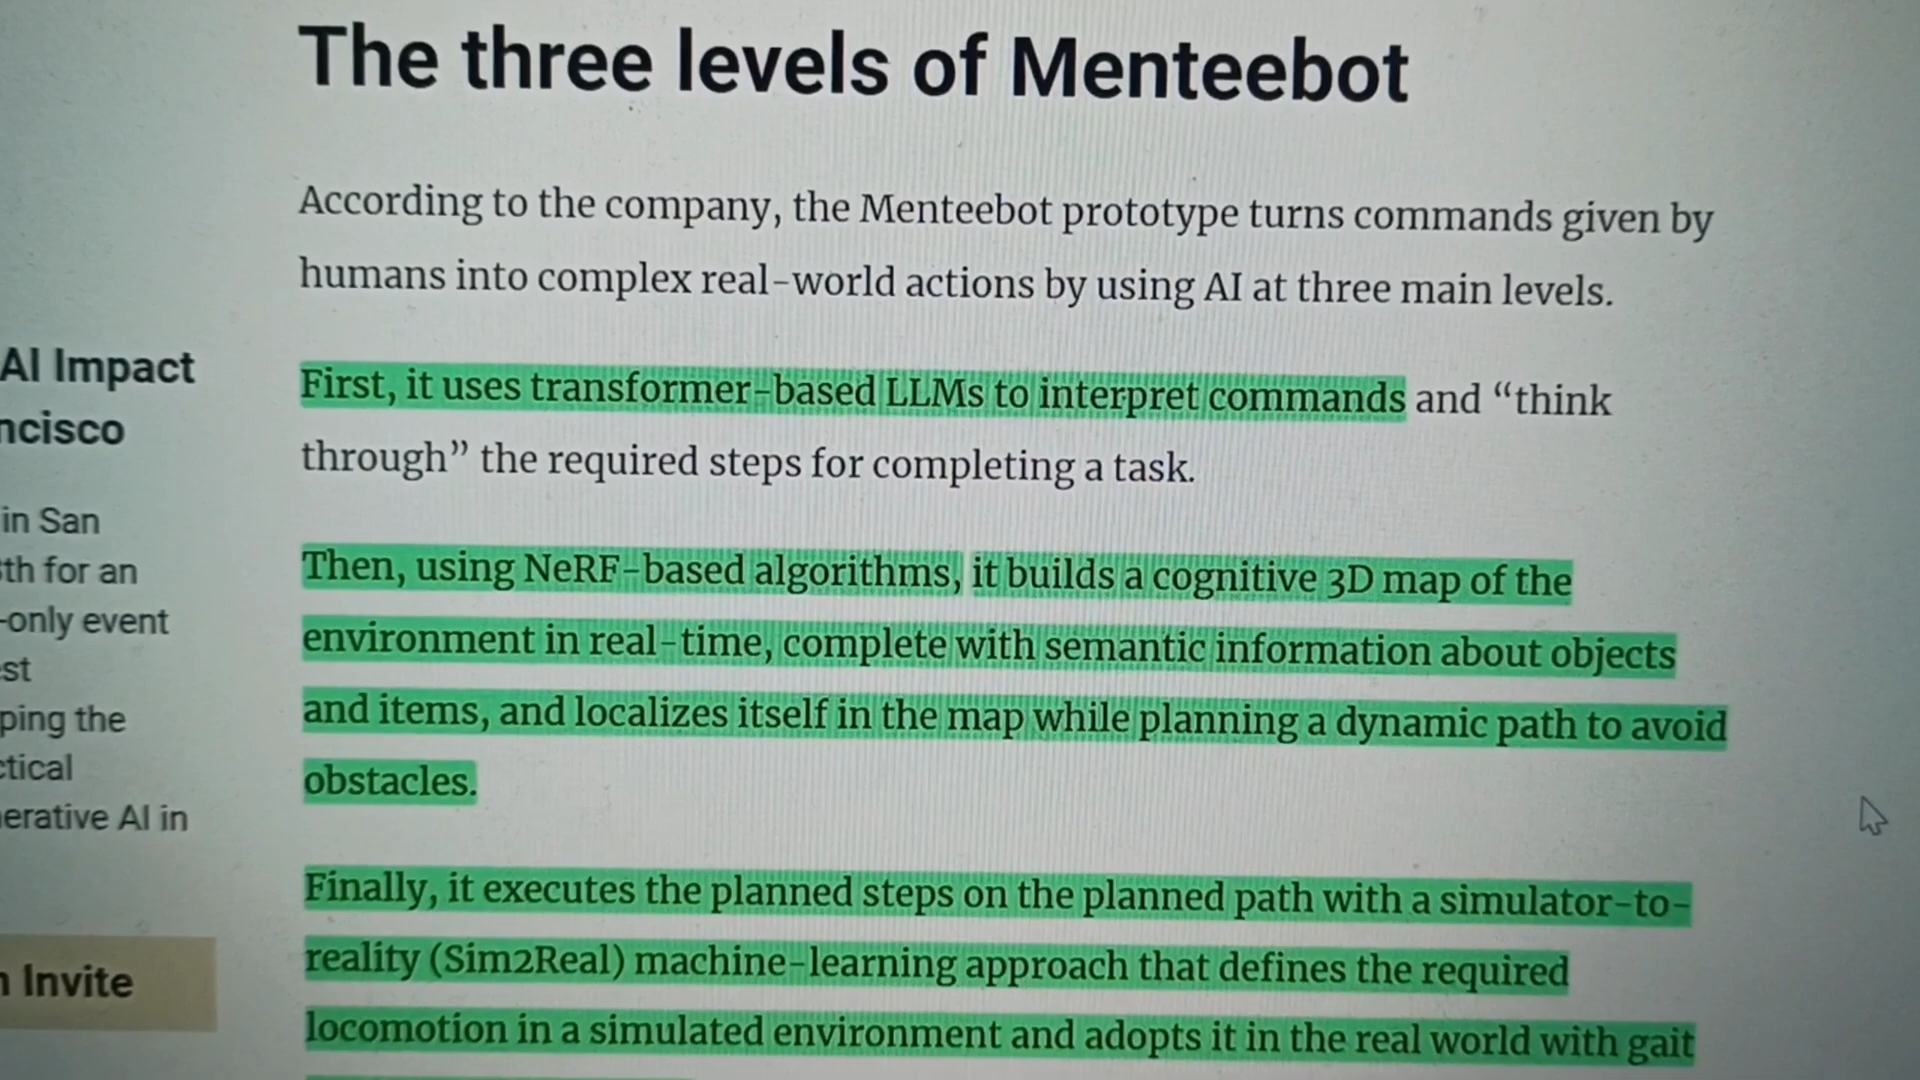 The three levels of Menteebot
According to the company, the Menteebot prototype turns commands given by
humans into complex real-world actions by using AI at three main levels.
First, it uses transformer-based LLMs to interpret commands and “think
through” the required steps for completing a task.
Then, using NeRF-based algorithms, it builds a cognitive 3D map of the
environment in real-time, complete with semantic information about objects
and items, and localizes itself in the map while planning a dynamic path to avoid
obstacles.
Finally, it executes the planned steps on the planned path with a simulator-to-
reality (Sim2Real) machine-learning approach that defines the required
locomotion in a simulated environment and adopts it in the real world with gait
AI Impact
ncisco
in San
th for an
-only event
st
ping the
ctical
nerative AI in
Invite